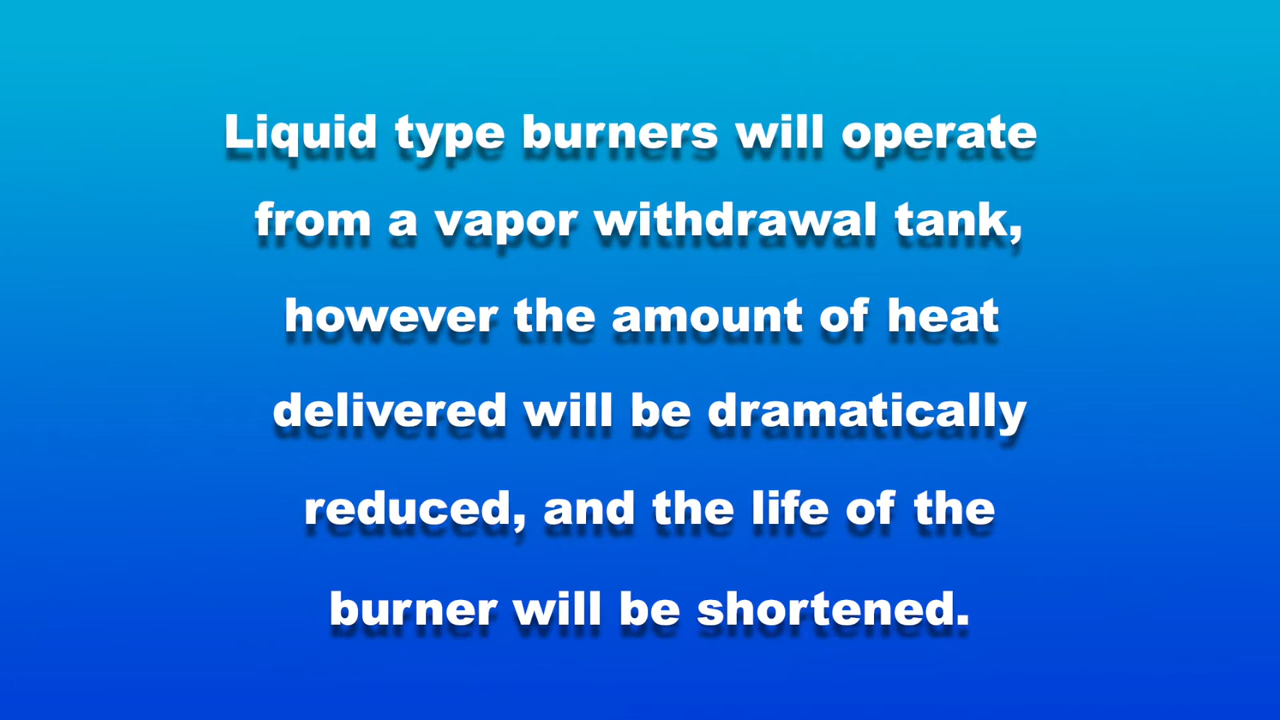 Liquid type burners will operate
from a vapor withdrawal tank,
however the amount of heat
delivered will be dramatically
reduced, and the life of the
burner will be shortened.